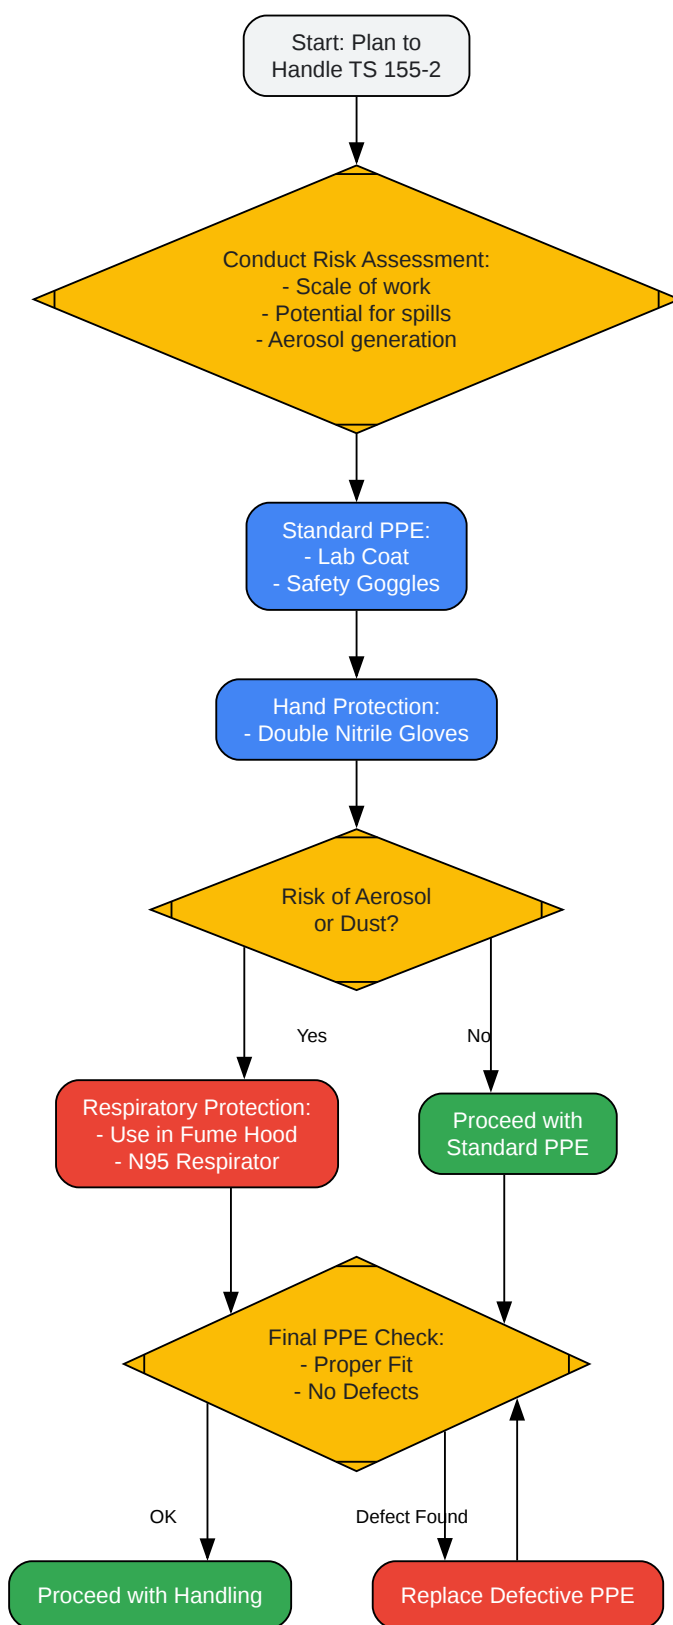 Start: Plan to
Handle TS 155-2
Conduct Risk Assessment:
- Scale of work
- Potential for spills
- Aerosol generation
Standard PPE:
- Lab Coat
- Safety Goggles
Hand Protection:
- Double Nitrile Gloves
Risk of Aerosol
or Dust?
Yes
No
Respiratory Protection:
- Use in Fume Hood
- N95 Respirator
Proceed with
Standard PPE
Final PPE Check:
- Proper Fit
- No Defects
OK
Defect Found
Proceed with Handling
Replace Defective PPE